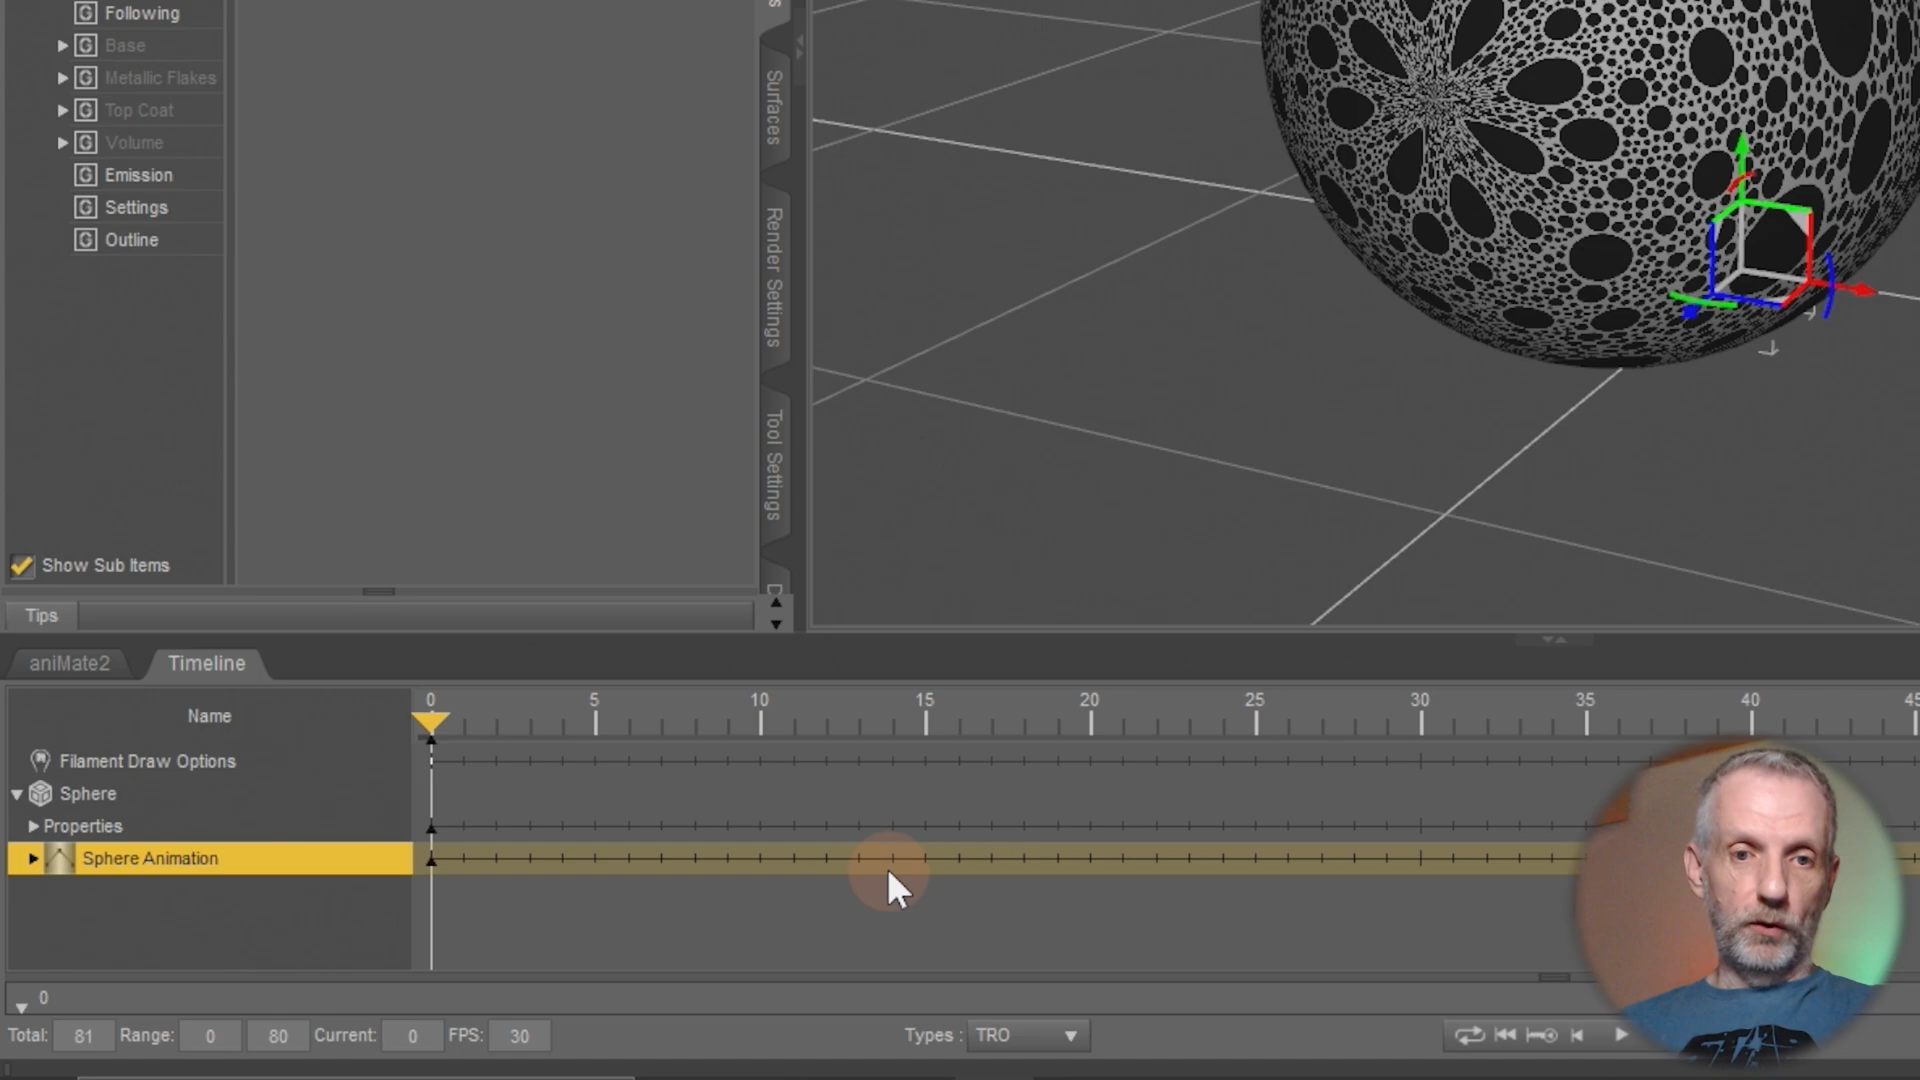 Following
Base
Metallic Flakes
Top Coat
Volume
Emission
Settings
Outline
Show Sub Items
Tips
Surfaces
Render Settings
Tool Settings
aniMate2
Timeline
Name
0 5 10 15 20 25 30 35 40 45
Filament Draw Options
Sphere
Properties
Sphere Animation
0
Total: 81 Range: 0 80 Current: 0 FPS: 30 Types : TRO